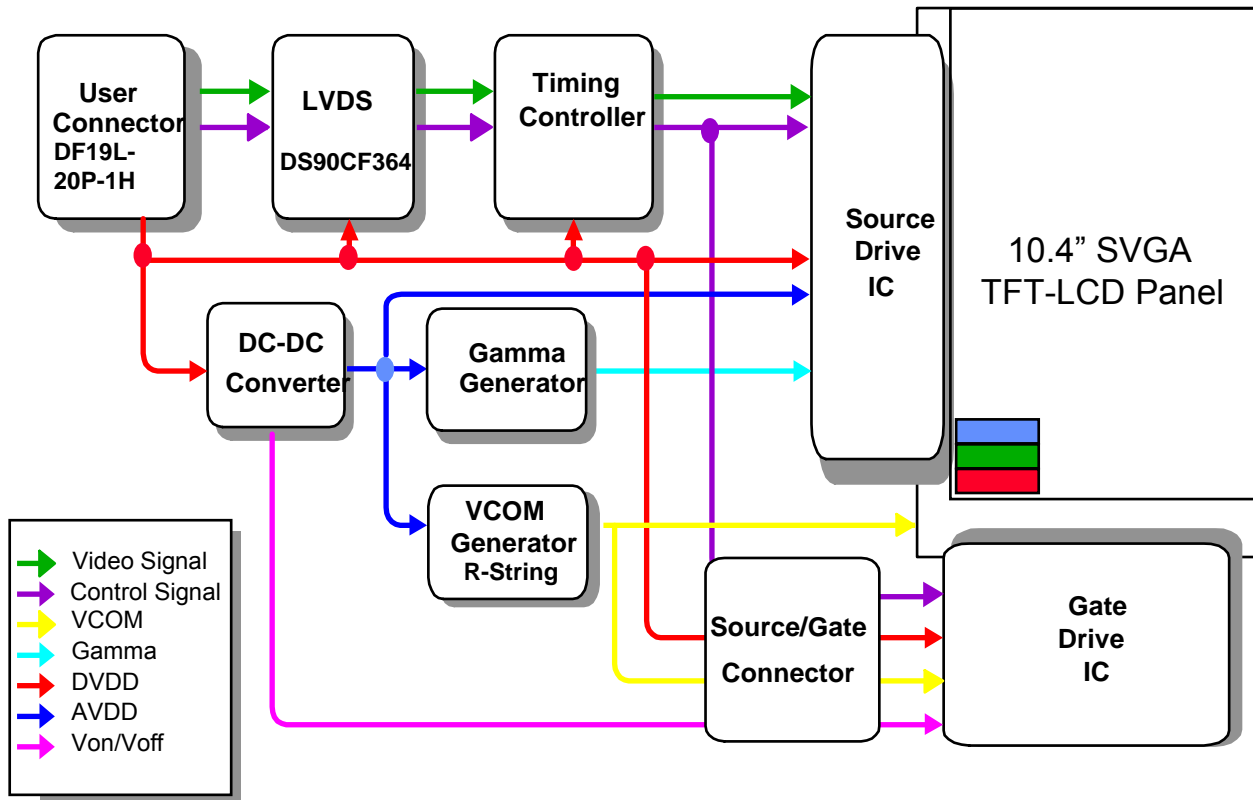 User
Connector
DF19L-
20P-1H
LVDS
DS90CF364
Timing
Controller
Source
Drive
IC
10.4” SVGA
TFT-LCD Panel
DC-DC
Converter
Gamma
Generator
VCOM
Generator
R-String
Source/Gate
Connector
Gate
Drive
IC
Video Signal
Control Signal
VCOM
Gamma
DVDD
AVDD
Von/Voff